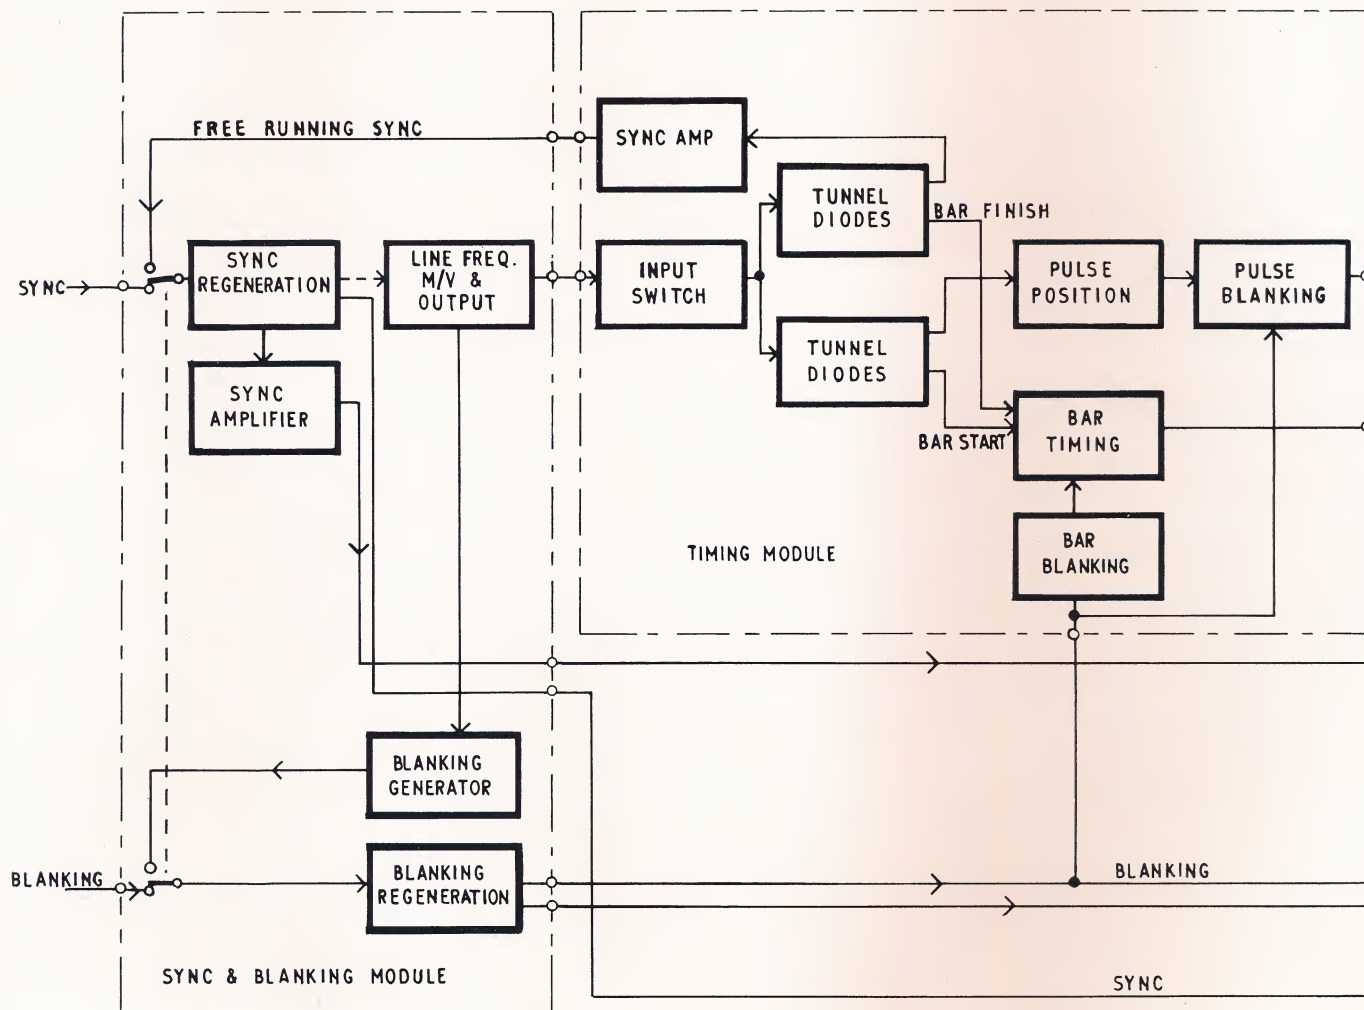 FREE RUNNING SYNC
SYNC AMP
TUNNEL
DIODES
BAR FINISH
SYNC
SYNC
REGENERATION
LINE FREQ.
M/V &
OUTPUT
INPUT
SWITCH
PULSE
POSITION
PULSE
BLANKING
TUNNEL
DIODES
SYNC
AMPLIFIER
BAR START
BAR
TIMING
TIMING MODULE
BAR
BLANKING
BLANKING
GENERATOR
BLANKING
BLANKING
REGENERATION
BLANKING
SYNC & BLANKING MODULE
SYNC